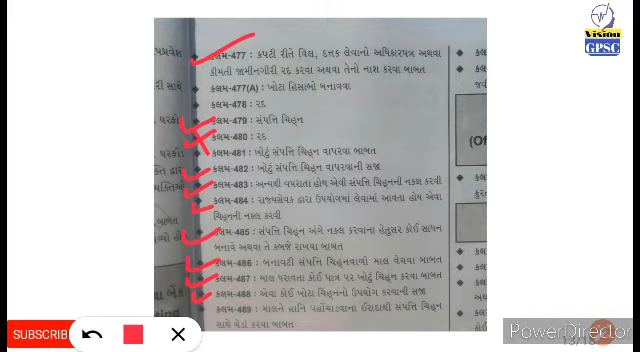 Vision
GPSC
કલમ-477 : કપટી રીતે વિલ, દત્તક લેવાનો અધિકારપત્ર અથવા
કીમતી જામીનગીરી રદ કરવા અથવા તેનો નાશ કરવા બાબત
કલમ-477(A) : ખોટા હિસાબો બનાવવા
કલમ-478 : રદ
કલમ-479 : સંપત્તિ ચિહ્ન
કલમ-480 : રદ
કલમ-481 : ખોટું સંપત્તિ ચિહ્ન વાપરવા બાબત
કલમ-482 : ખોટું સંપત્તિ ચિહ્ન વાપરવાની સજા
કલમ-483 : અન્યથી વપરાતા હોય એવી સંપત્તિ ચિહ્નની નકલ કરવી
કલમ-484 : રાજ્યસેવક દ્વારા ઉપયોગમાં લેવામાં આવતા હોય એવા
ચિહ્નની નકલ કરવી
કલમ-485 : સંપત્તિ ચિહ્ન અંગે નકલ કરવાના હેતુસર કોઈ સાધન
બનાવે અથવા તે કબજે રાખવા બાબત
કલમ-486 : બનાવટી સંપત્તિ ચિહ્નવાળો માલ વેચવા બાબત
કલમ-487 : માલ ધરાવતા કોઈ પાત્ર પર ખોટું ચિહ્ન કરવા બાબત
કલમ-488 : એવા કોઈ ખોટા ચિહ્નનો ઉપયોગ કરવાની સજા
કલમ-489 : માલને હાનિ પહોંચાડવાના ઈરાદાથી સંપત્તિ ચિહ્ન
સાથે ચેડાં કરવા બાબત
SUBSCRIBE
PowerDirector